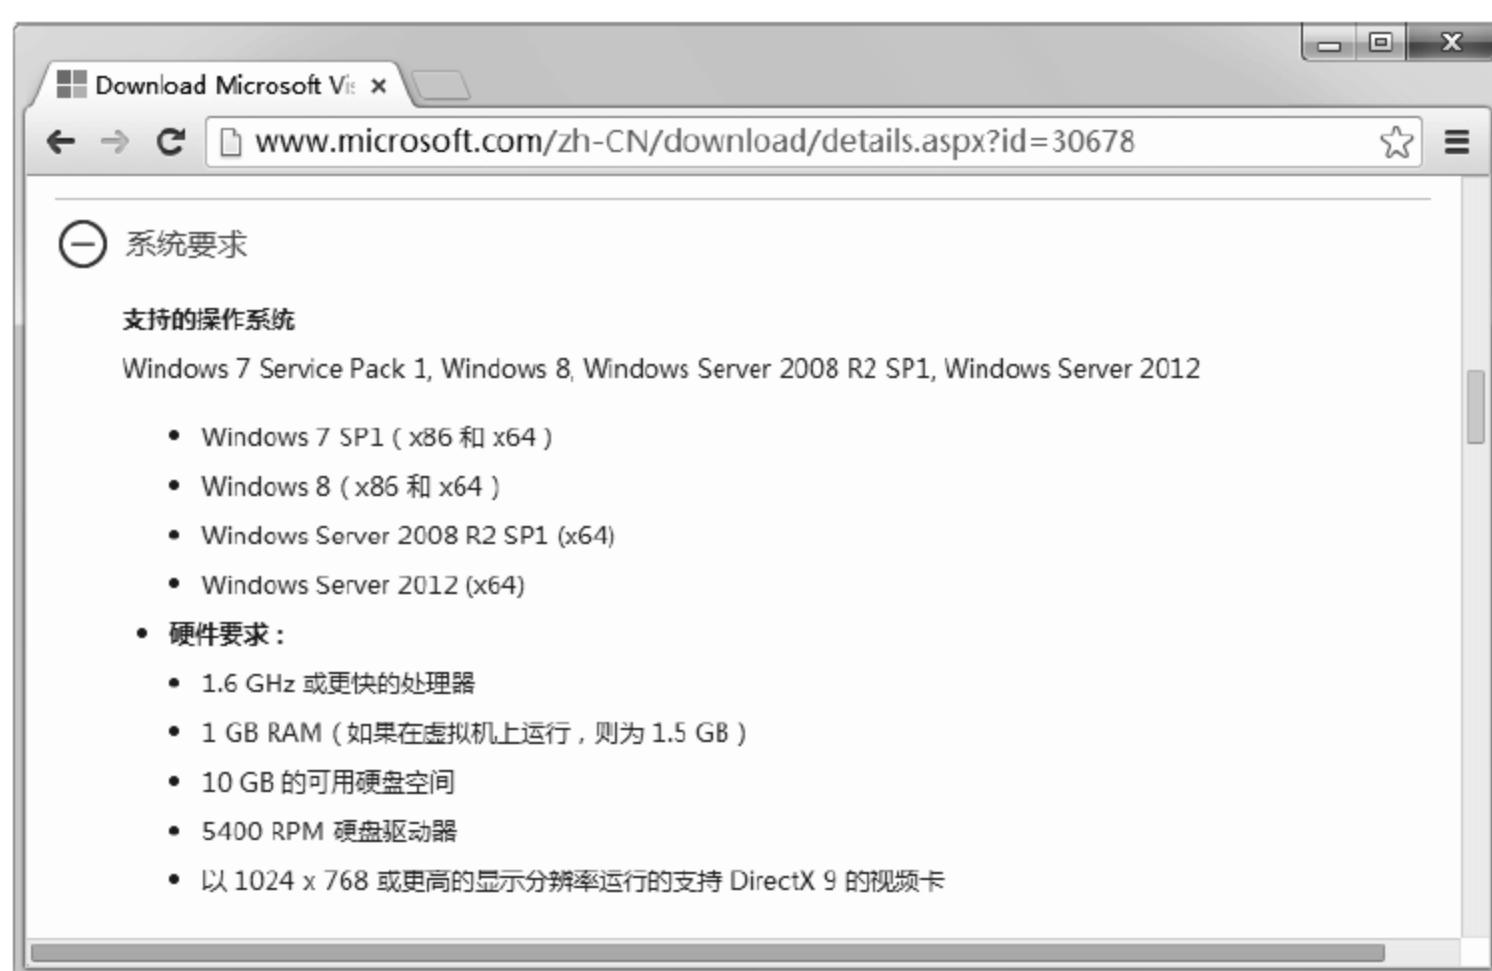 Download Microsoft Vis
www.microsoft.com/zh-CN/download/details.aspx?id=30678
系统要求
支持的操作系统
Windows 7 Service Pack 1, Windows 8, Windows Server 2008 R2 SP1, Windows Server 2012
• Windows 7 SP1（x86 和 x64）
• Windows 8（x86 和 x64）
• Windows Server 2008 R2 SP1 (x64)
• Windows Server 2012 (x64)
• 硬件要求：
• 1.6 GHz 或更快的处理器
• 1 GB RAM（如果在虚拟机上运行，则为 1.5 GB）
• 10 GB 的可用硬盘空间
• 5400 RPM 硬盘驱动器
• 以 1024 x 768 或更高的显示分辨率运行的支持 DirectX 9 的视频卡